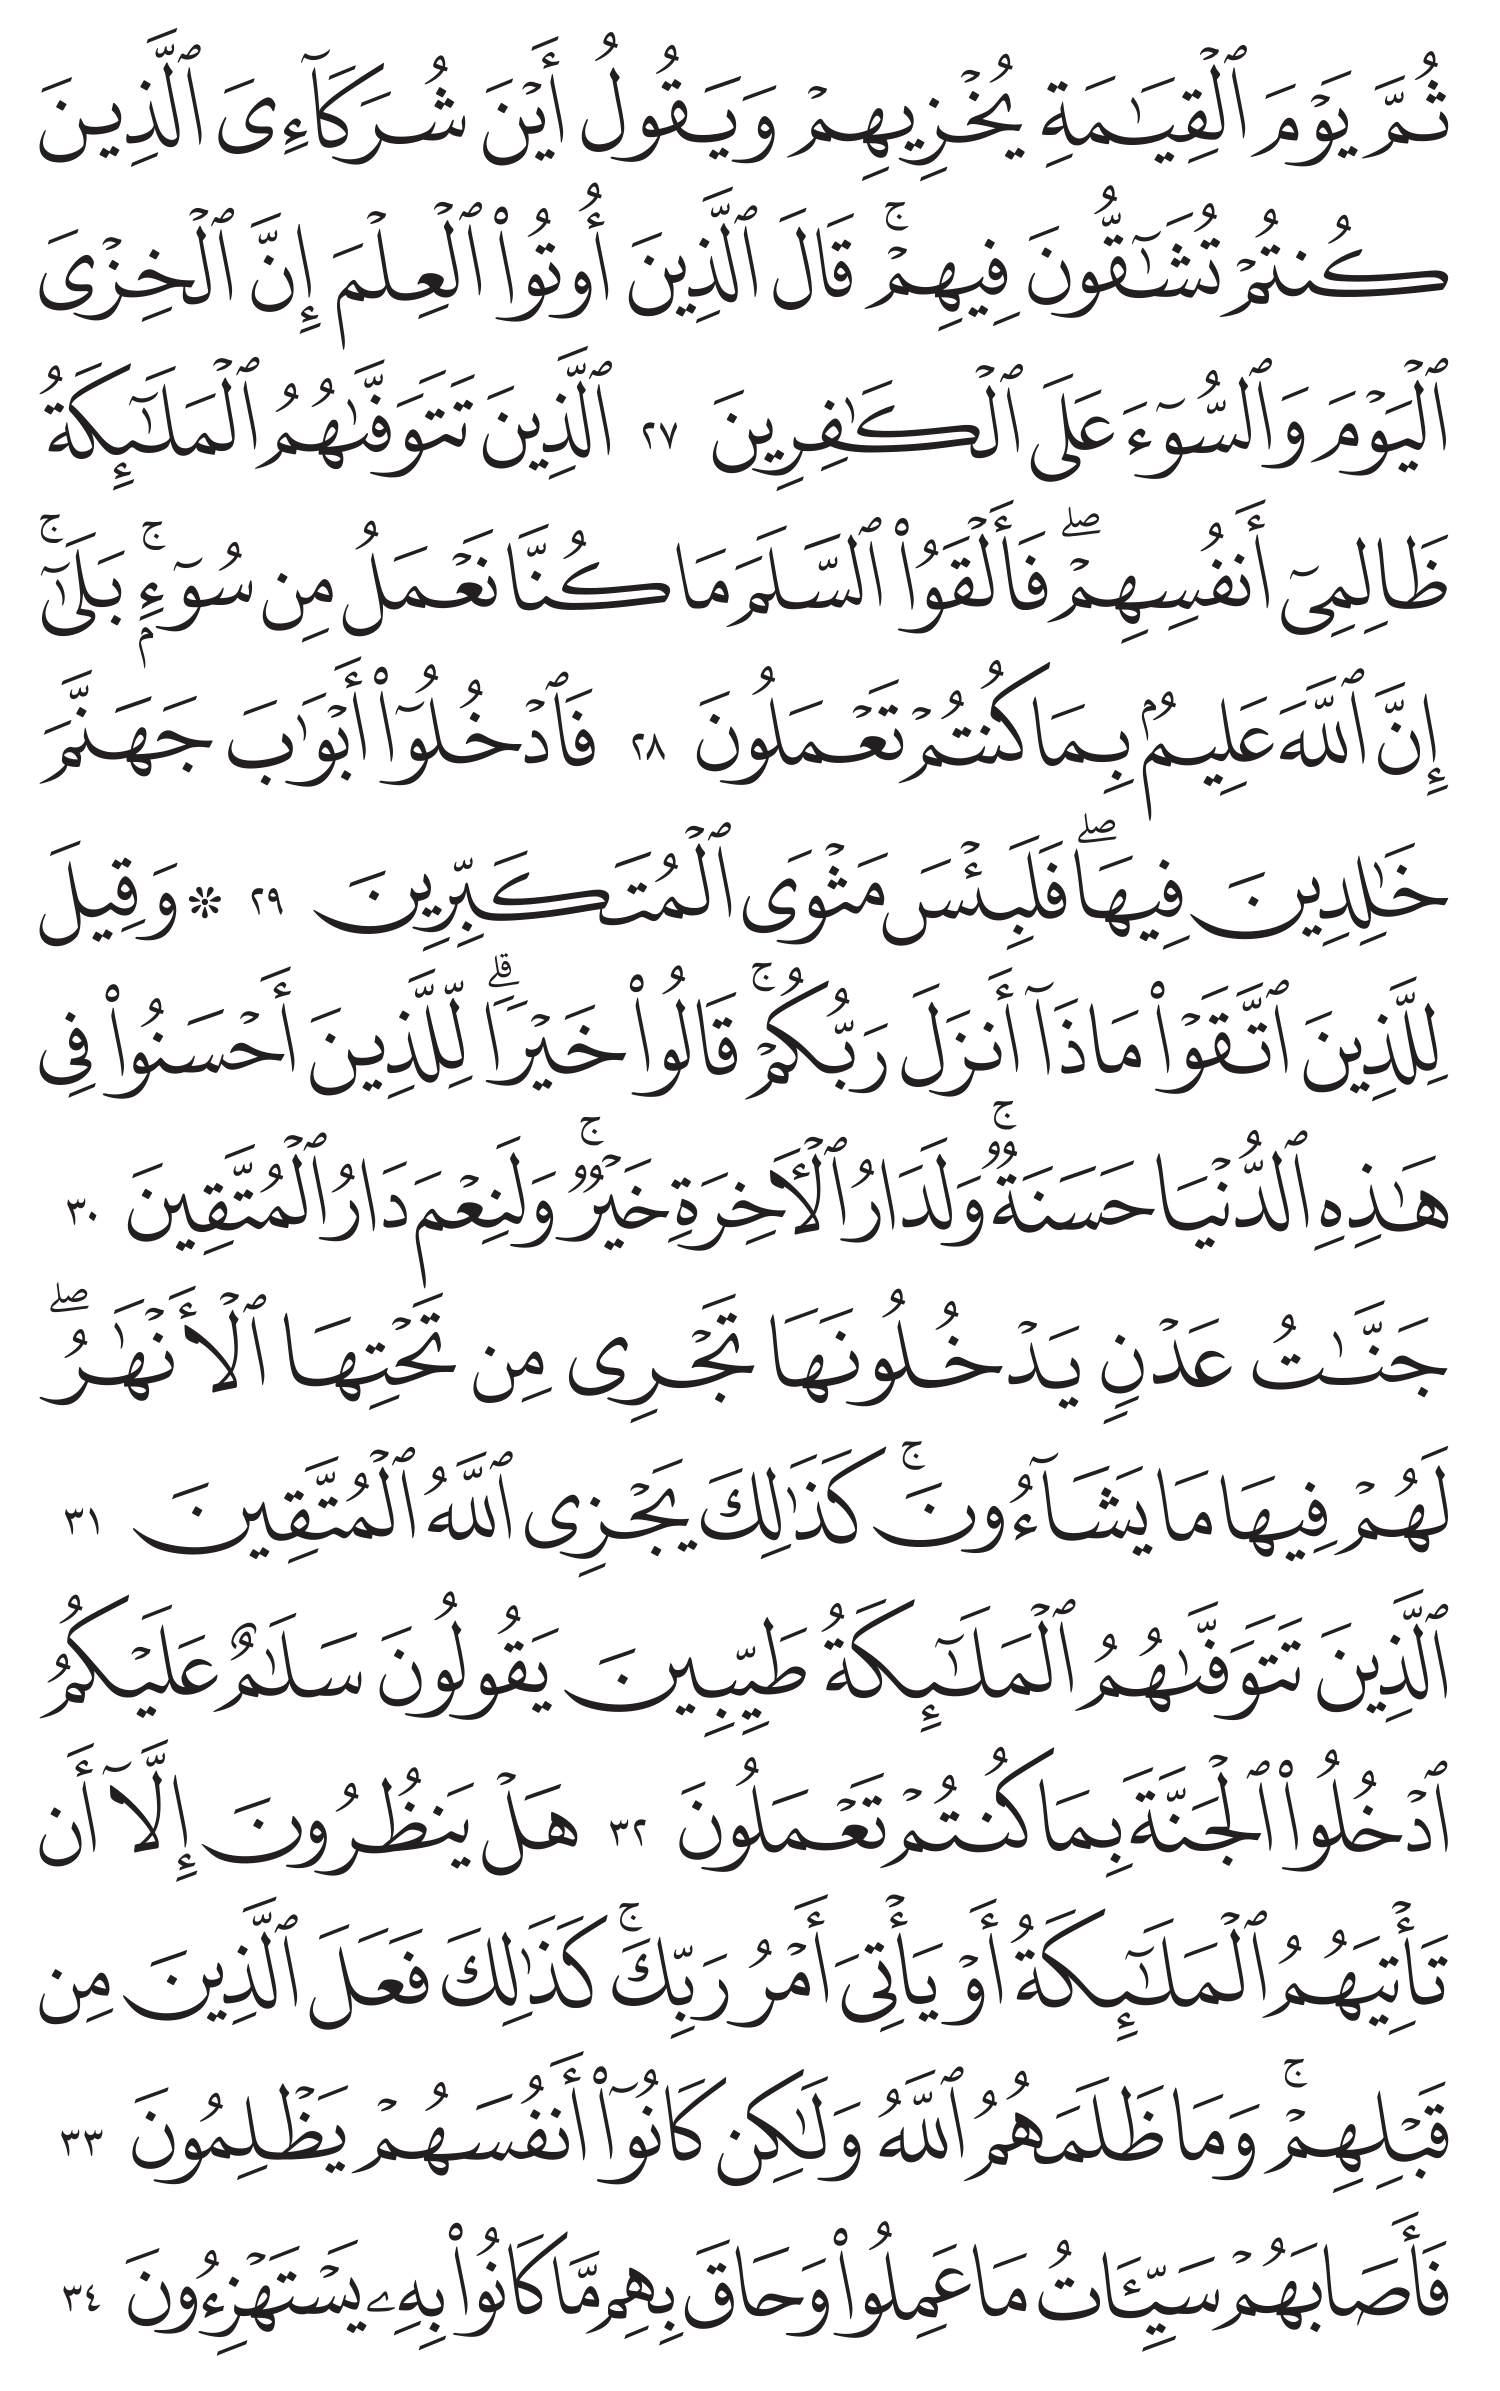 ثُمَّ يَوْمَ ٱلْقِيَـٰمَةِ يُخْزِيهِمْ وَيَقُولُ أَيْنَ شُرَكَآءِىَ ٱلَّذِينَ
كُنتُمْ تُشَـٰٓقُّونَ فِيهِمْ ۚ قَالَ ٱلَّذِينَ أُوتُوا۟ ٱلْعِلْمَ إِنَّ ٱلْخِزْىَ
ٱلْيَوْمَ وَٱلسُّوٓءَ عَلَى ٱلْكَـٰفِرِينَ ٢٧ ٱلَّذِينَ تَتَوَفَّىٰهُمُ ٱلْمَلَـٰٓئِكَةُ
ظَالِمِىٓ أَنفُسِهِمْ ۖ فَأَلْقَوُا۟ ٱلسَّلَمَ مَا كُنَّا نَعْمَلُ مِن سُوٓءٍۭ ۚ بَلَىٰٓ ۚ
إِنَّ ٱللَّهَ عَلِيمٌۢ بِمَا كُنتُمْ تَعْمَلُونَ ٢٨ فَٱدْخُلُوٓا۟ أَبْوَٰبَ جَهَنَّمَ
خَـٰلِدِينَ فِيهَا ۖ فَلَبِئْسَ مَثْوَى ٱلْمُتَكَبِّرِينَ ٢٩ ۞ وَقِيلَ
لِلَّذِينَ ٱتَّقَوْا۟ مَاذَآ أَنزَلَ رَبُّكُمْ ۚ قَالُوا۟ خَيْرًا ۗ لِّلَّذِينَ أَحْسَنُوا۟ فِى
هَـٰذِهِ ٱلدُّنْيَا حَسَنَةٌ ۚ وَلَدَارُ ٱلْـَٔاخِرَةِ خَيْرٌ ۚ وَلَنِعْمَ دَارُ ٱلْمُتَّقِينَ ٣٠
جَنَّـٰتُ عَدْنٍ يَدْخُلُونَهَا تَجْرِى مِن تَحْتِهَا ٱلْأَنْهَـٰرُ ۖ
لَهُمْ فِيهَا مَا يَشَآءُونَ ۚ كَذَٰلِكَ يَجْزِى ٱللَّهُ ٱلْمُتَّقِينَ ٣١
ٱلَّذِينَ تَتَوَفَّىٰهُمُ ٱلْمَلَـٰٓئِكَةُ طَيِّبِينَ يَقُولُونَ سَلَـٰمٌ عَلَيْكُمُ
ٱدْخُلُوا۟ ٱلْجَنَّةَ بِمَا كُنتُمْ تَعْمَلُونَ ٣٢ هَلْ يَنظُرُونَ إِلَّآ أَن
تَأْتِيَهُمُ ٱلْمَلَـٰٓئِكَةُ أَوْ يَأْتِىَ أَمْرُ رَبِّكَ ۚ كَذَٰلِكَ فَعَلَ ٱلَّذِينَ مِن
قَبْلِهِمْ ۚ وَمَا ظَلَمَهُمُ ٱللَّهُ وَلَـٰكِن كَانُوٓا۟ أَنفُسَهُمْ يَظْلِمُونَ ٣٣
فَأَصَابَهُمْ سَيِّـَٔاتُ مَا عَمِلُوا۟ وَحَاقَ بِهِم مَّا كَانُوا۟ بِهِۦ يَسْتَهْزِءُونَ ٣٤